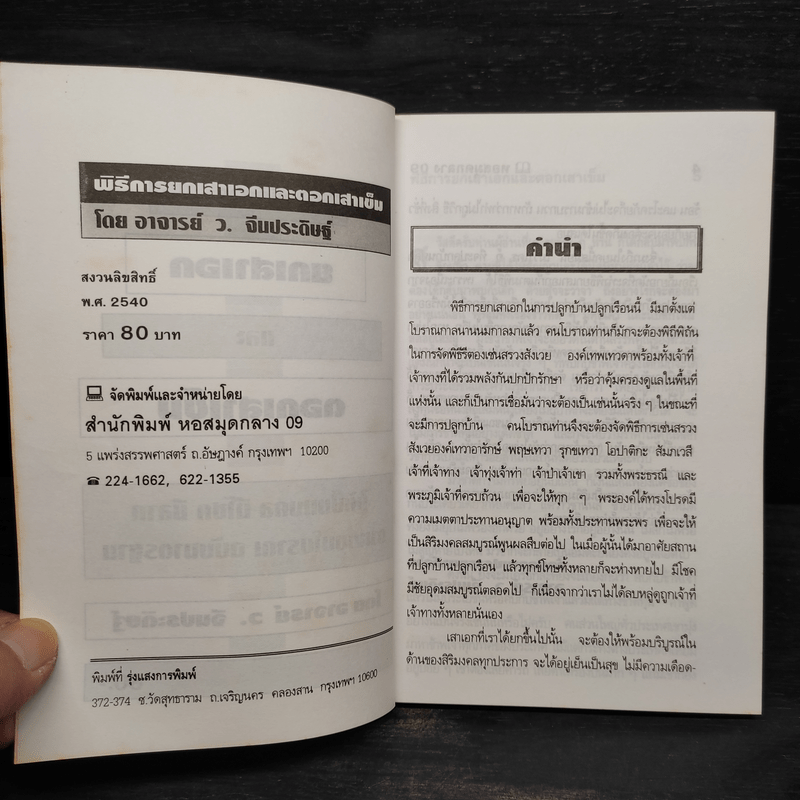 พิธีการยกเสาเอกและตอกเสาเข็ม
โดย อาจารย์ ว. จีนประดิษฐ์
สงวนลิขสิทธิ์
พ.ศ. 2540
ราคา 80 บาท
จัดพิมพ์และจำหน่ายโดย
สำนักพิมพ์ หอสมุดกลาง 09
5 แพร่งสรรพศาสตร์ ถ.อัษฎางค์ กรุงเทพฯ 10200
☎ 224-1662, 622-1355
พิมพ์ที่ รุ่งแสงการพิมพ์
372-374 ซ.วัดสุทธาราม ถ.เจริญนคร คลองสาน กรุงเทพฯ 10600
คำนำ
พิธีการยกเสาเอกในการปลูกบ้านปลูกเรือนนี้ มีมาตั้งแต่
โบราณกาลนานนมกาลมาแล้ว คนโบราณท่านก็มักจะต้องพิถีพิถัน
ในการจัดพิธีรีตองเซ่นสรวงสังเวย องค์เทพเทวดาพร้อมทั้งเจ้าที่
เจ้าทางที่ได้รวมพลังกันปกปักรักษา หรือว่าคุ้มครองดูแลในพื้นที่
แห่งนั้น และก็เป็นการเชื่อมั่นว่าจะต้องเป็นเช่นนั้นจริง ๆ ในขณะที่
จะมีการปลูกบ้าน คนโบราณท่านจึงจะต้องจัดพิธีการเซ่นสรวง
สังเวยองค์เทวาอารักษ์ พฤษเทวา รุกขเทวา โอปาติกะ สัมภเวสี
เจ้าที่เจ้าทาง เจ้าทุ่งเจ้าท่า เจ้าป่าเจ้าเขา รวมทั้งพระธรณี และ
พระภูมิเจ้าที่ครบถ้วน เพื่อจะให้ทุก ๆ พระองค์ได้ทรงโปรดมี
ความเมตตาประทานอนุญาต พร้อมทั้งประทานพระพร เพื่อจะให้
เป็นสิริมงคลสมบูรณ์พูนผลสืบต่อไป ในเมื่อผู้นั้นได้มาอาศัยสถาน
ที่ปลูกบ้านปลูกเรือน แล้วทุกข์โทษทั้งหลายก็จะห่างหายไป มีโชค
มีชัยอุดมสมบูรณ์ตลอดไป ก็เนื่องจากว่าเราไม่ได้ลบหลู่ดูถูกเจ้าที่
เจ้าทางทั้งหลายนั่นเอง
เสาเอกที่เราได้ยกขึ้นไปนั้น จะต้องให้พร้อมบริบูรณ์ใน
ด้านของสิริมงคลทุกประการ จะได้อยู่เย็นเป็นสุข ไม่มีความเดือด-